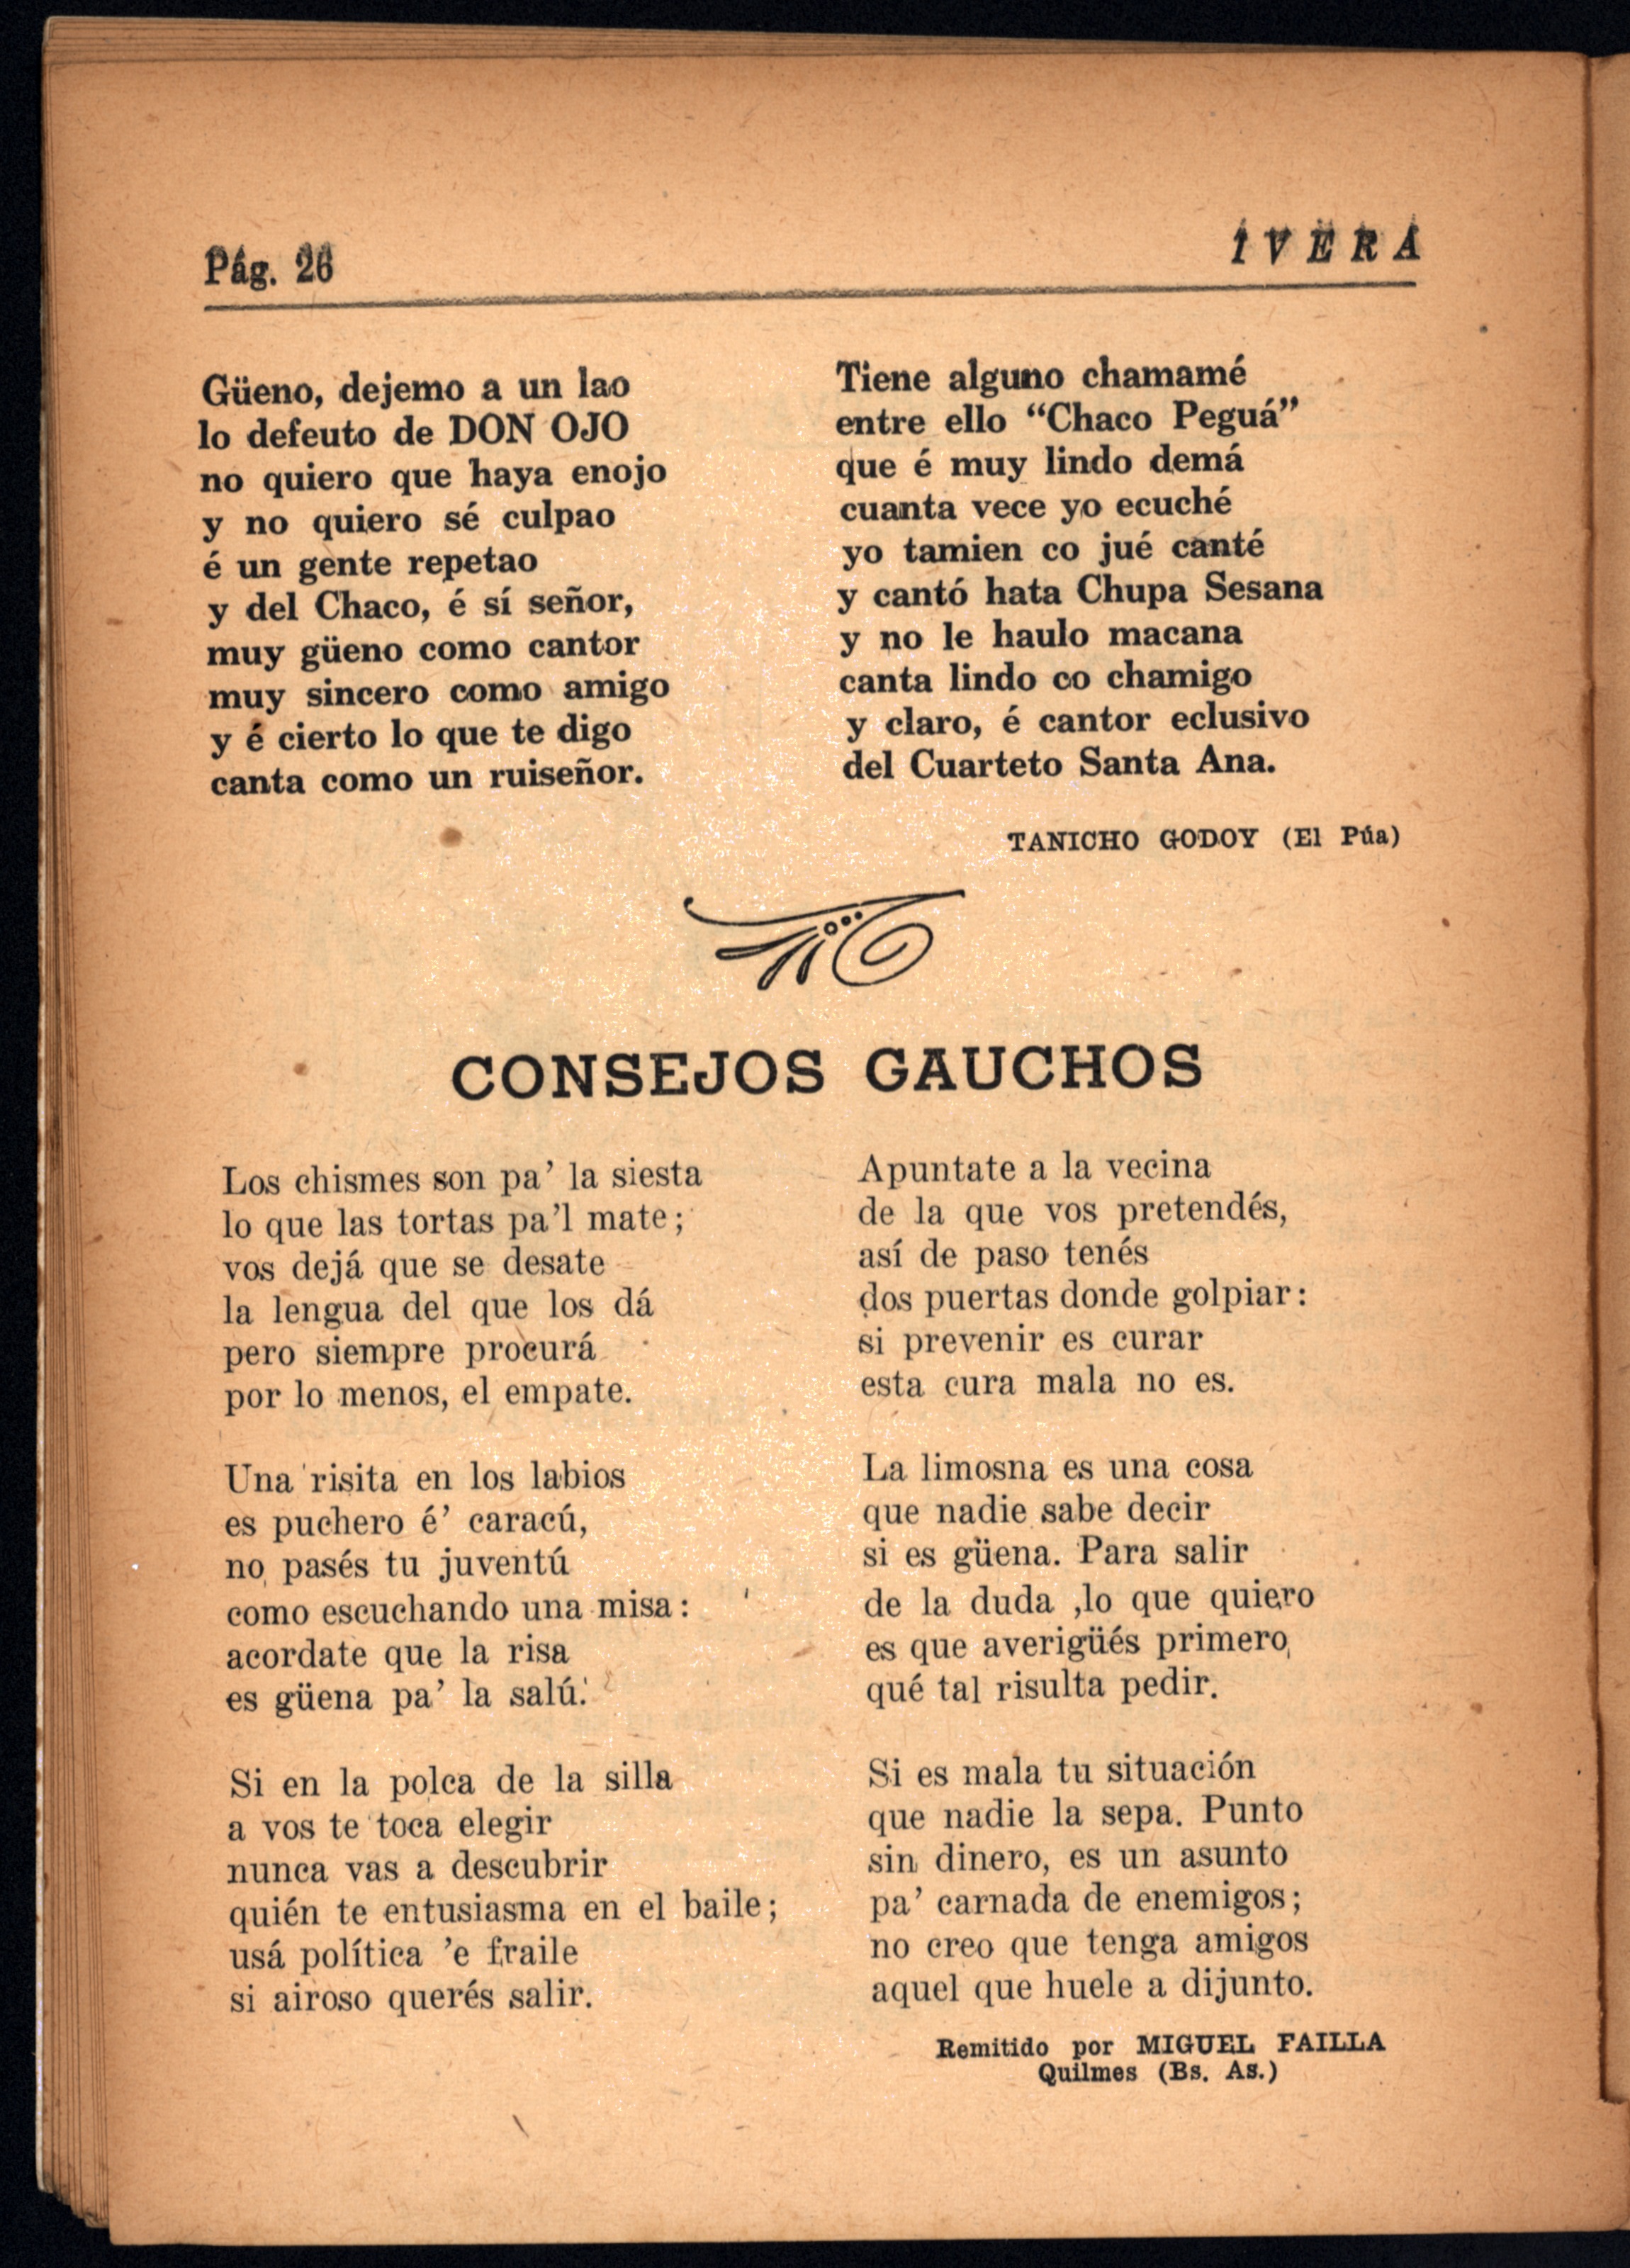 Pág. 26
IVERÁ
Güeno, dejemo a un lao
lo defeuto de DON OJO
no quiero que haya enojo
y no quiero sé culpao
é un gente repetao
y del Chaco, é sí señor,
muy güeno como cantor
muy sincero como amigo
y é cierto lo que te digo
canta como un ruiseñor.
Tiene alguno chamamé
entre ello “Chaco Peguá”
que é muy lindo demá
cuanta vece yo ecuché
yo tamien co jué canté
y cantó hata Chupa Sesana
y no le haulo macana
canta lindo co chamigo
y claro, é cantor eclusivo
del Cuarteto Santa Ana.
TANICHO GODOY (El Púa)
CONSEJOS GAUCHOS
Los chismes son pa’ la siesta
lo que las tortas pa’l mate;
vos dejá que se desate
la lengua del que los dá
pero siempre procurá
por lo menos, el empate.
Una risita en los labios
es puchero é’ caracú,
no pasés tu juventú
como escuchando una misa:
acordate que la risa
es güena pa’ la salú.
Si en la polca de la silla
a vos te toca elegir
nunca vas a descubrir
quién te entusiasma en el baile;
usá política ’e fraile
si airoso querés salir.
Apuntate a la vecina
de la que vos pretendés,
así de paso tenés
dos puertas donde golpiar:
si prevenir es curar
esta cura mala no es.
La limosna es una cosa
que nadie sabe decir
si es güena. Para salir
de la duda ,lo que quiero
es que averigüés primero
qué tal risulta pedir.
Si es mala tu situación
que nadie la sepa. Punto
sin dinero, es un asunto
pa’ carnada de enemigos;
no creo que tenga amigos
aquel que huele a dijunto.
Remitido por MIGUEL FAILLA
Quilmes (Bs. As.)